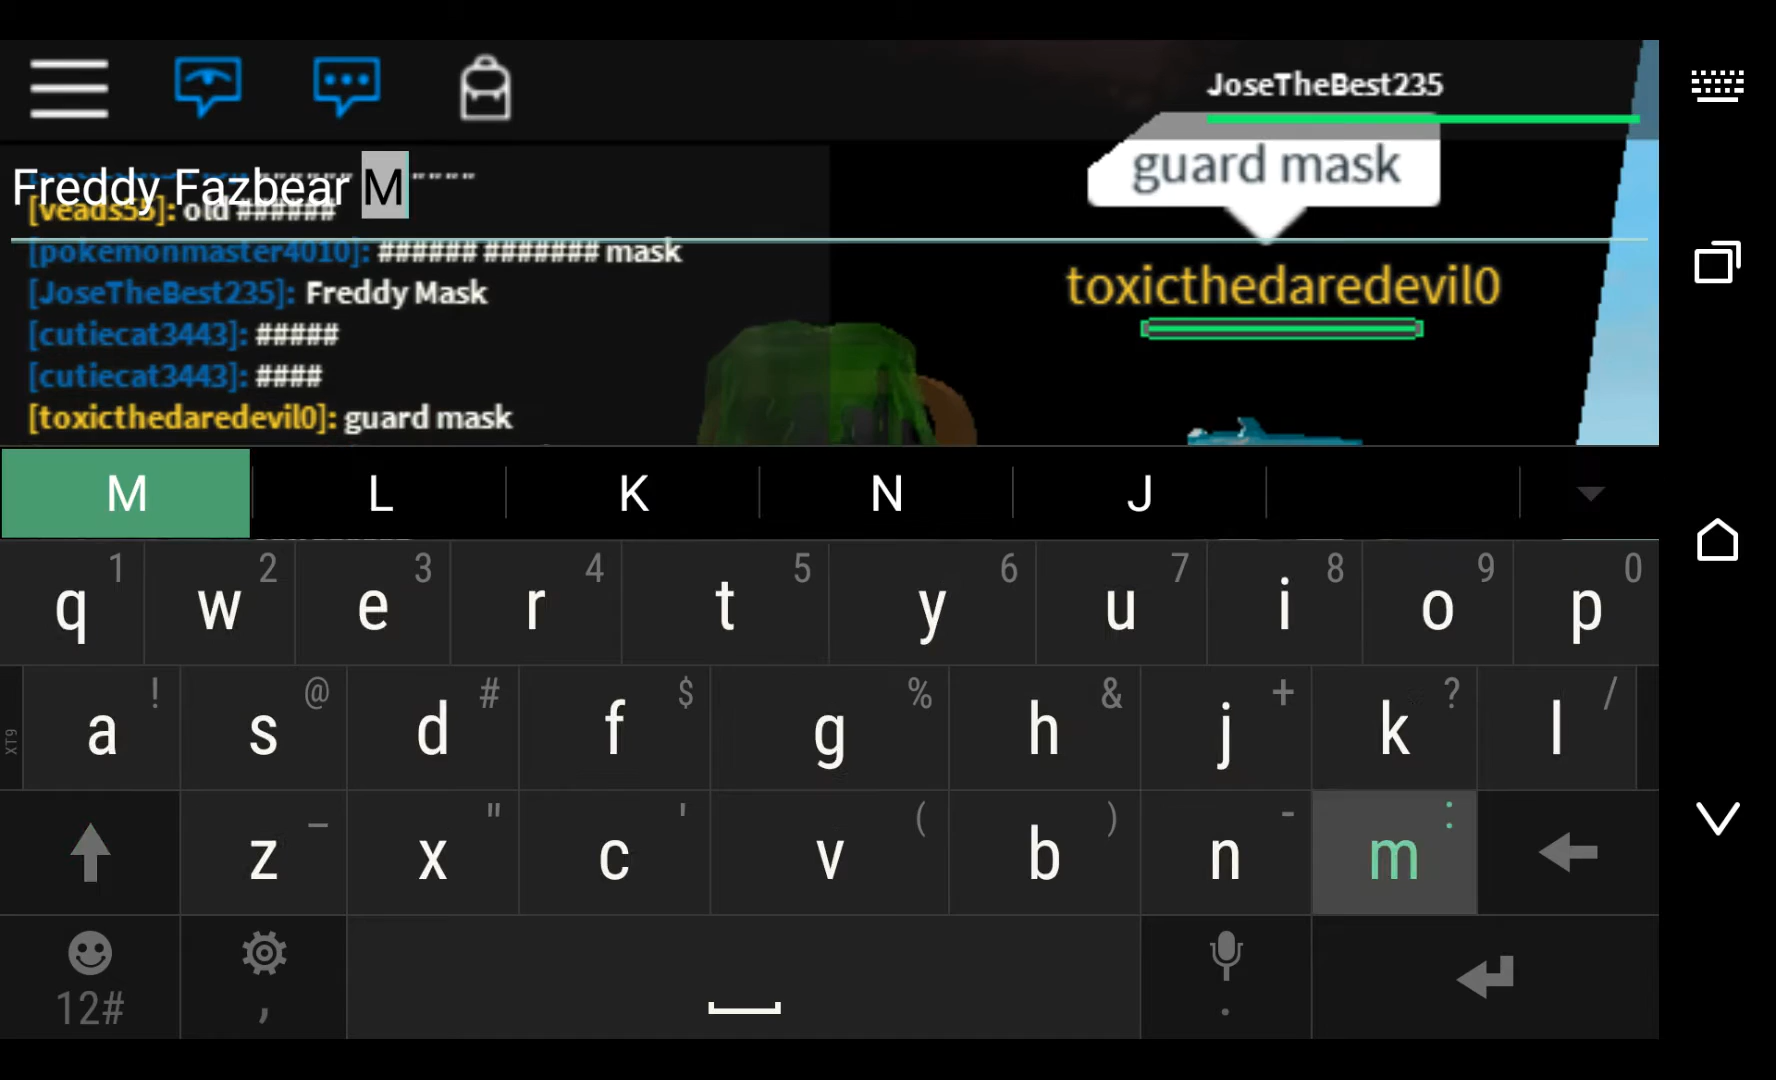 JoseTheBest235
Freddy Fazbear M
guard mask
[veads55]: old ######
[pokemonmaster4010]: ###### ####### mask
[JoseTheBest235]: Freddy Mask
[cutiecat3443]: #####
[cutiecat3443]: ####
[toxicthedaredevil0]: guard mask
toxicthedaredevil0
M L K N J
1 2 3 4 5 6 7 8 9 0
q w e r t y u i o p
! @ # $ % & + ? /
XT9 a s d f g h j k l
_ " ' ( ) - :
z x c v b n m
12# , .